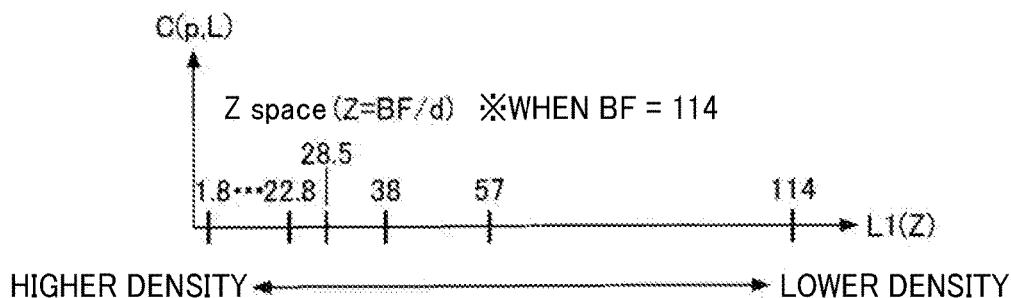 C(p,L)
Z space (Z=BF/d) ※WHEN BF = 114
28.5
1.8···22.8 38 57 114
L1(Z)
HIGHER DENSITY LOWER DENSITY